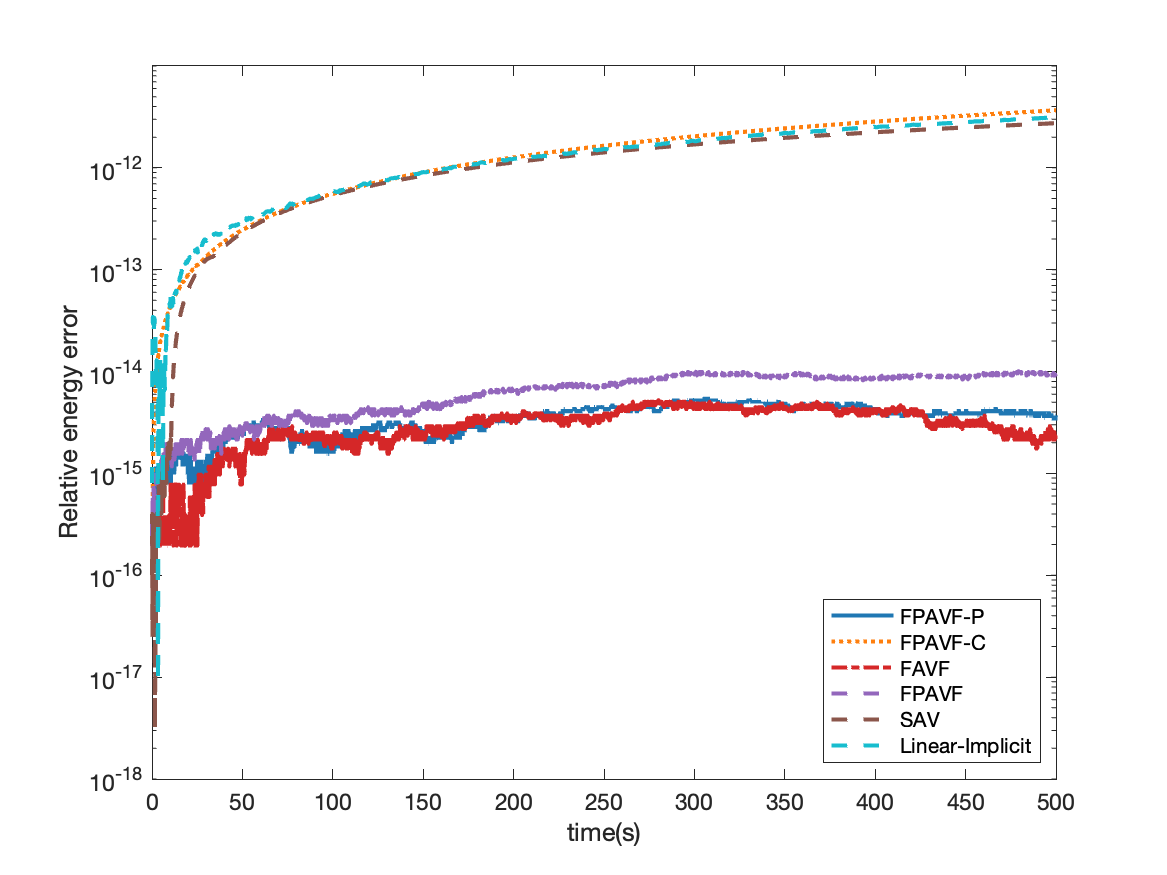 Relative energy error
10-12
10-13
10-14
10-15
10-16
10-17
10-18
0 50 100 150 200 250 300 350 400 450 500
time(s)
FPAVF-P
FPAVF-C
FAVF
FPAVF
SAV
Linear-Implicit